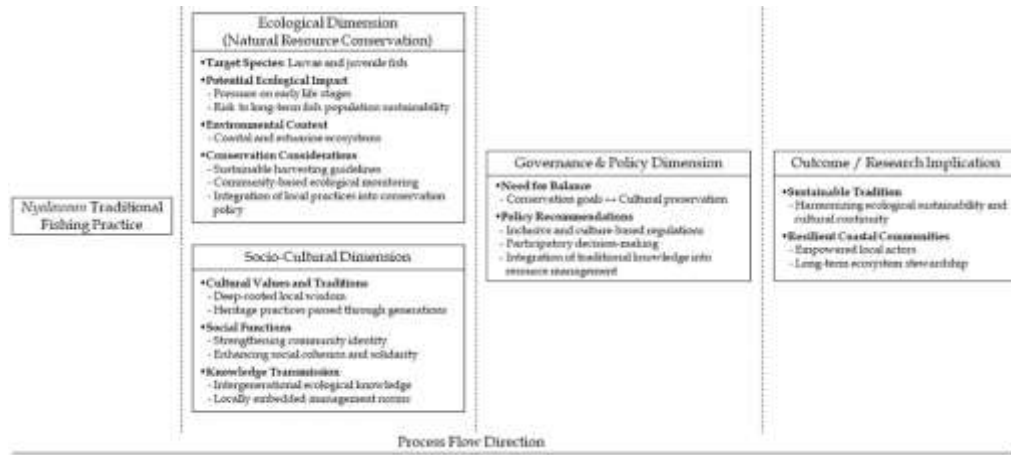 Nyalawean Traditional
Fishing Practice
Ecological Dimension
(Natural Resource Conservation)
•Target Species: Larvae and juvenile fish
•Potential Ecological Impact
- Pressure on early life stages
- Risk to long-term fish population sustainability
•Environmental Context
- Coastal and estuarine ecosystems
•Conservation Considerations
- Sustainable harvesting guidelines
- Community-based ecological monitoring
- Integration of local practices into conservation
policy
Socio-Cultural Dimension
•Cultural Values and Traditions
- Deep-rooted local wisdom
- Heritage practices passed through generations
•Social Functions
- Strengthening community identity
- Enhancing social cohesion and solidarity
•Knowledge Transmission
- Intergenerational ecological knowledge
- Locally embedded management norms
Governance & Policy Dimension
•Need for Balance
- Conservation goals ↔ Cultural preservation
•Policy Recommendations
- Inclusive and culture-based regulations
- Participatory decision-making
- Integration of traditional knowledge into
resource management
Outcome / Research Implication
•Sustainable Tradition
- Harmonizing ecological sustainability and
cultural continuity
•Resilient Coastal Communities
- Empowered local actors
- Long-term ecosystem stewardship
Process Flow Direction